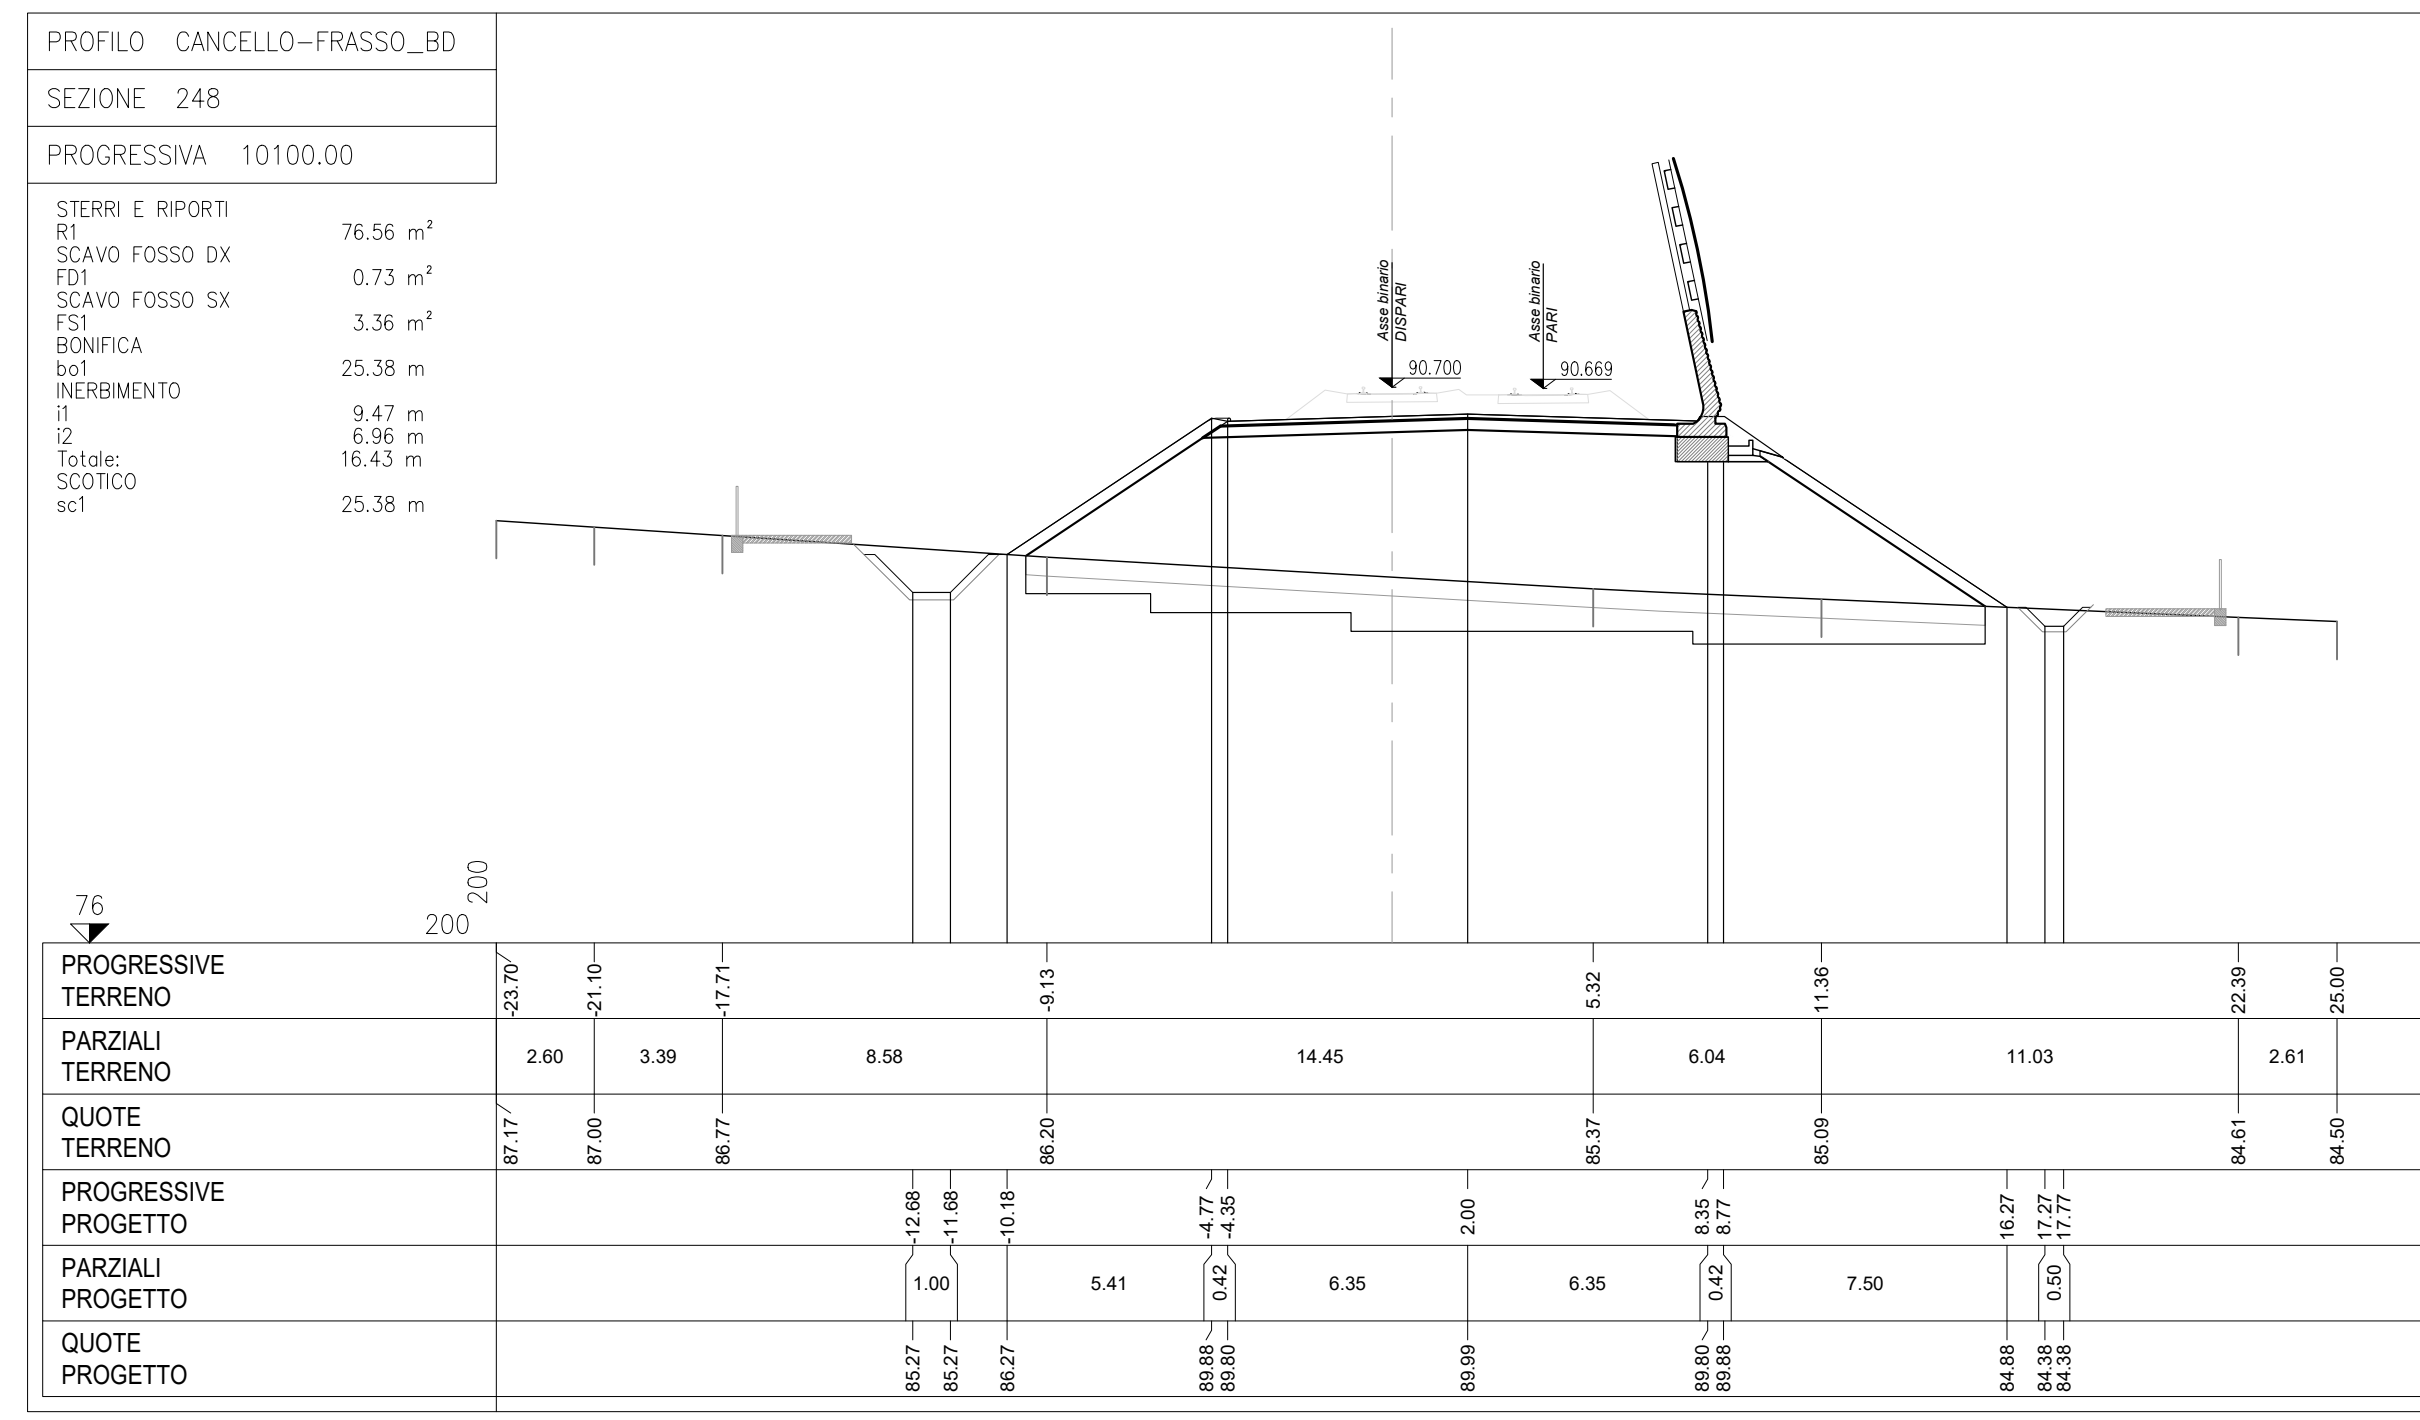 PROFILO CANCELLO-FRASSO_BD
SEZIONE 248
PROGRESSIVA 10100.00
STERRI E RIPORTI
R1 76.56 m²
SCAVO FOSSO DX
FD1 0.73 m²
SCAVO FOSSO SX
FS1 3.36 m²
BONIFICA
bo1 25.38 m
INERBIMENTO
i1 9.47 m
i2 6.96 m
Totale: 16.43 m
SCOTICO
sc1 25.38 m
Asse binario
DISPARI
90.700
Asse binario
PARI
90.669
76
200
200
PROGRESSIVE
TERRENO
-23.70 -21.10 -17.71 -9.13 5.32 11.36 22.39 25.00
PARZIALI
TERRENO
2.60 3.39 8.58 14.45 6.04 11.03 2.61
QUOTE
TERRENO
87.17 87.00 86.77 86.20 85.37 85.09 84.61 84.50
PROGRESSIVE
PROGETTO
-12.68 -11.68 -10.18 -4.77 -4.35 2.00 8.35 8.77 16.27 17.27 17.77
PARZIALI
PROGETTO
1.00 5.41 0.42 6.35 6.35 0.42 7.50 0.50
QUOTE
PROGETTO
85.27 85.27 86.27 89.88 89.80 89.99 89.80 89.88 84.88 84.38 84.38